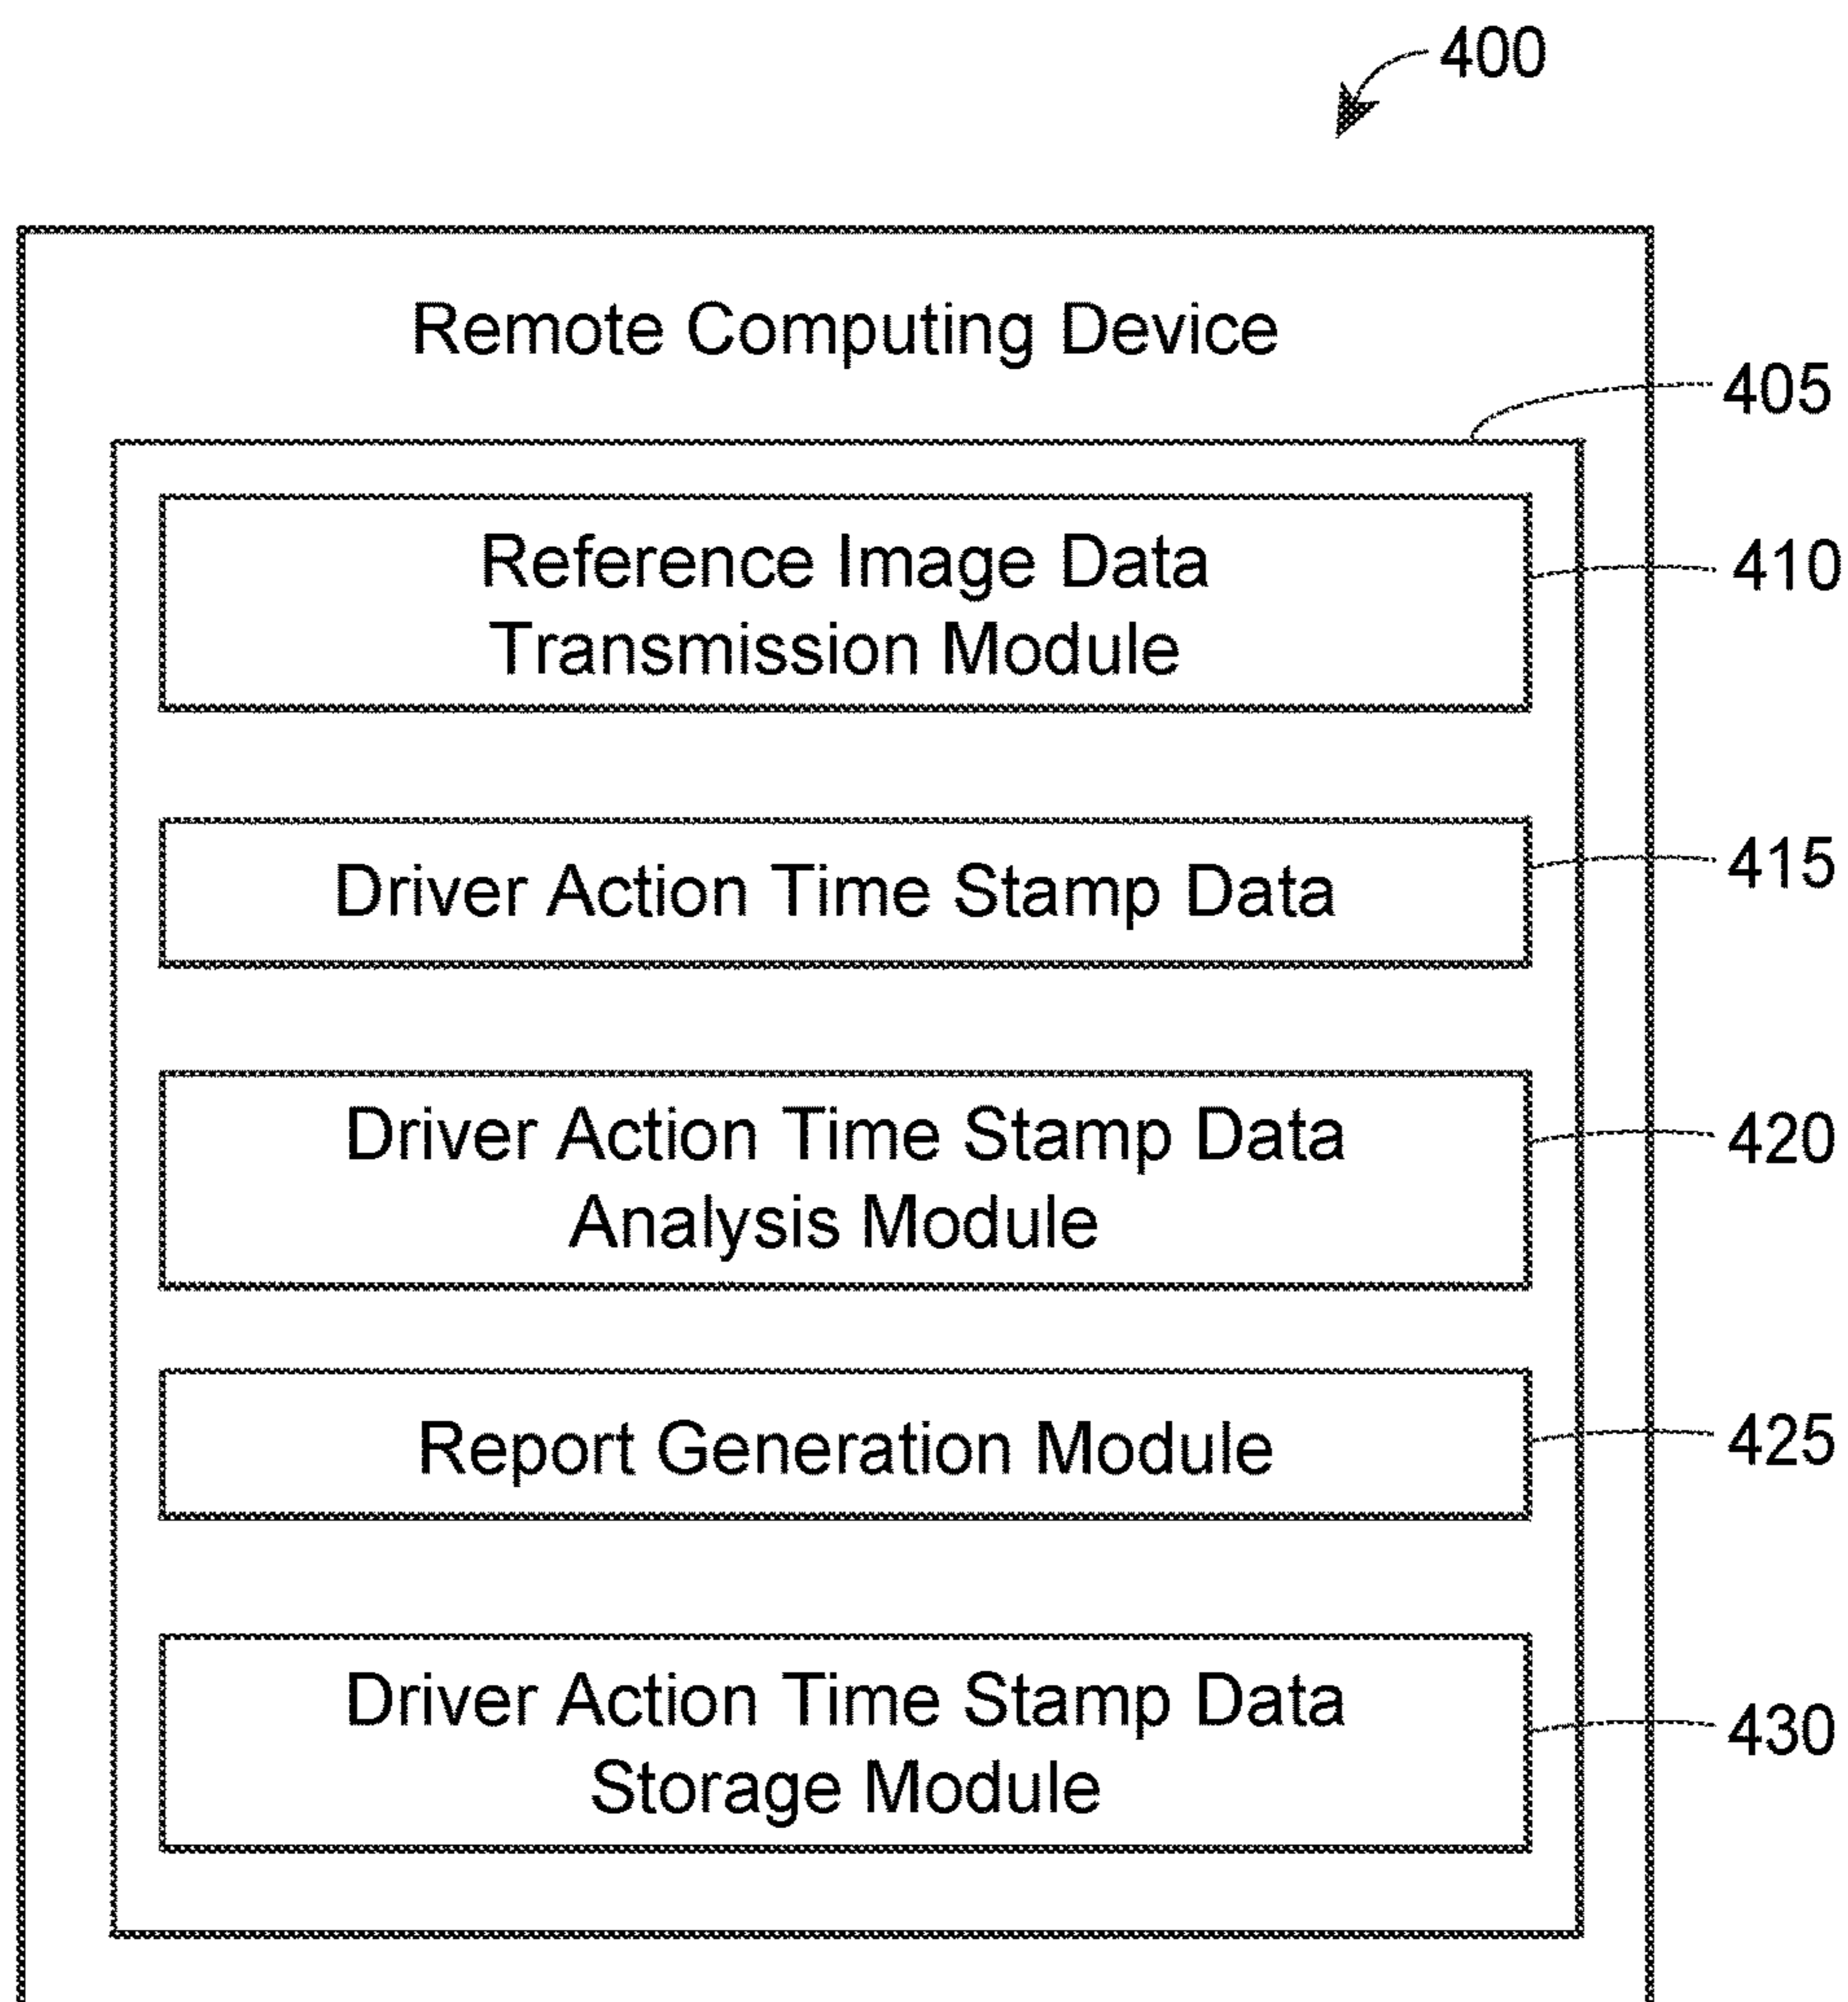 400
Remote Computing Device
405
Reference Image Data
Transmission Module
410
Driver Action Time Stamp Data
415
Driver Action Time Stamp Data
Analysis Module
420
Report Generation Module
425
Driver Action Time Stamp Data
Storage Module
430